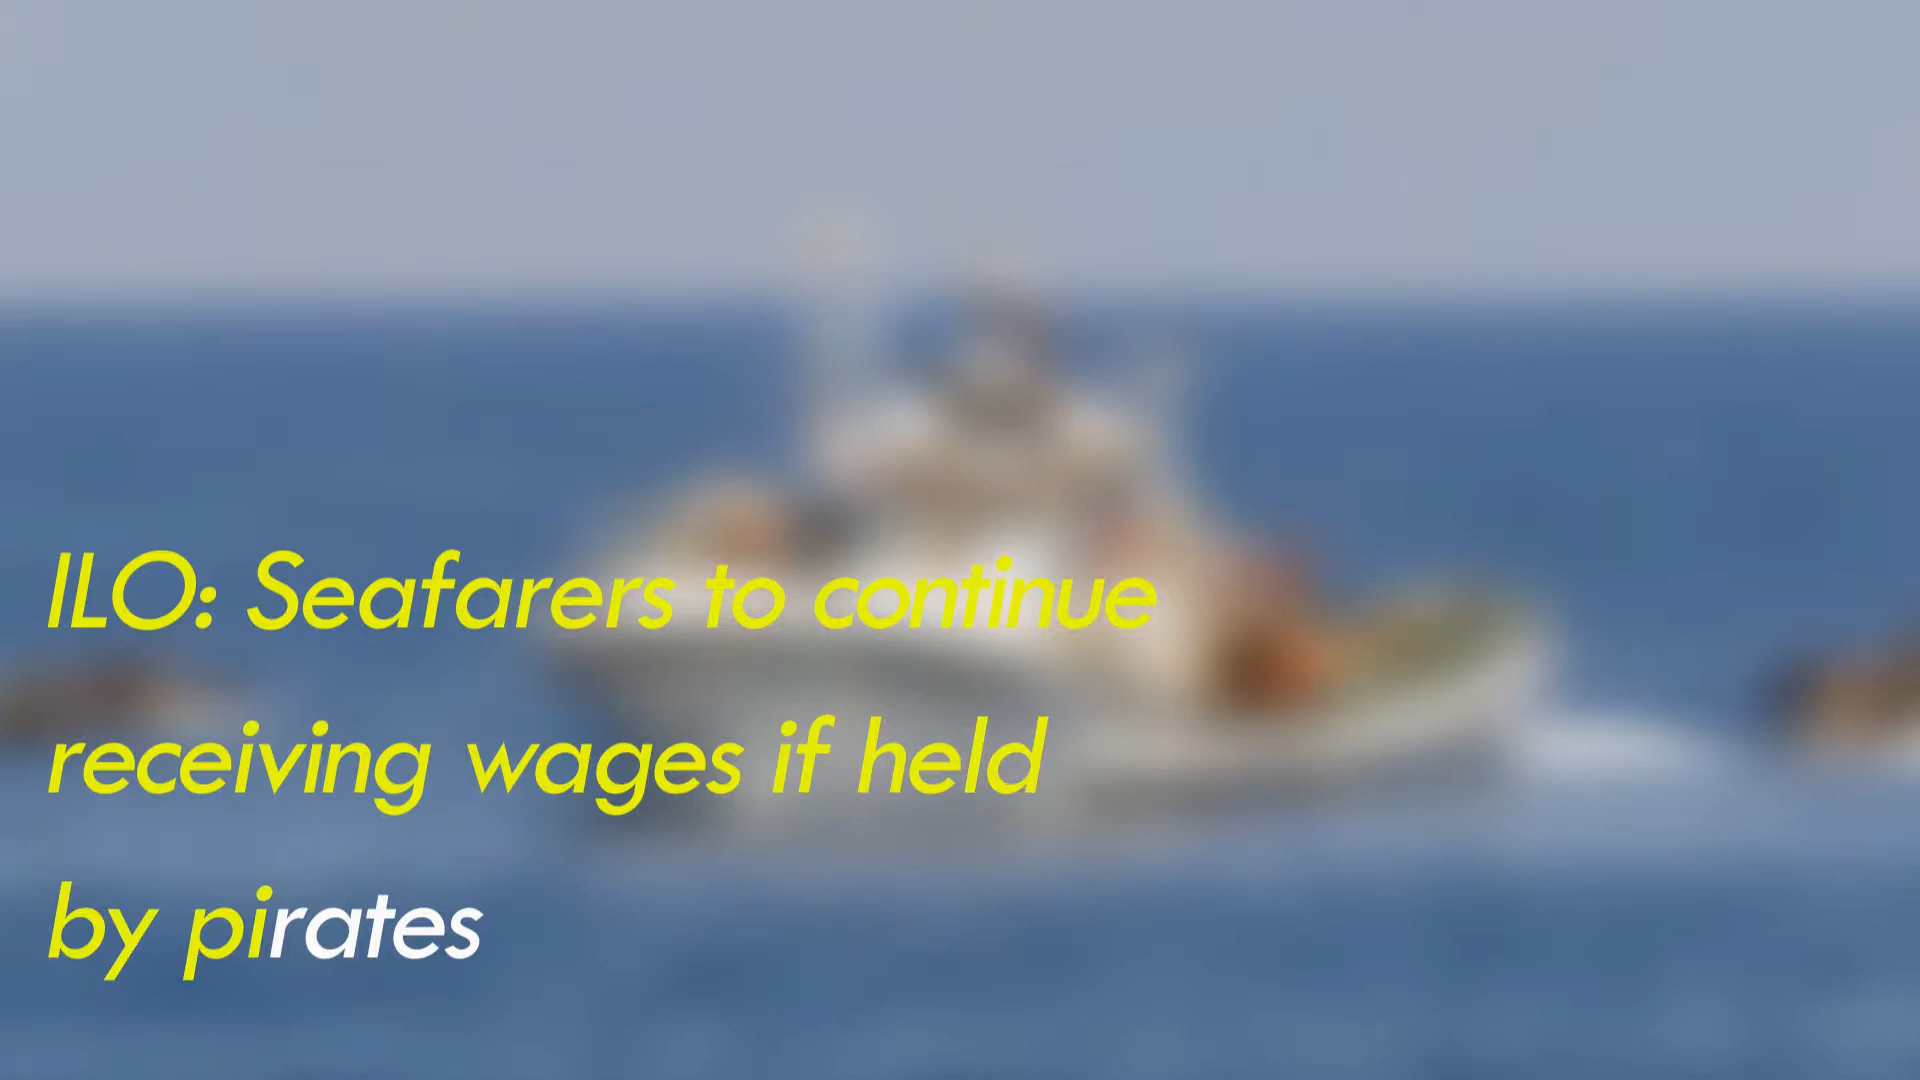 ILO: Seafarers to continue
receiving wages if held
by pirates